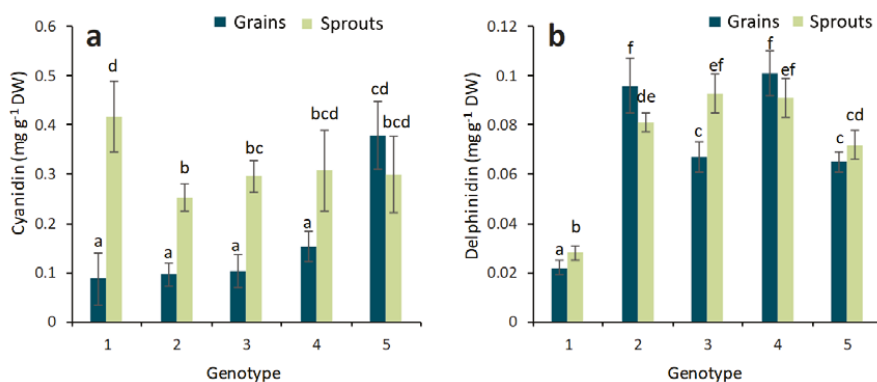 a
Grains Sprouts
Cyanidin (mg g⁻¹ DW)
0.6
0.5
0.4
0.3
0.2
0.1
0
a d
a b
a bc
a bcd
cd bcd
1 2 3 4 5
Genotype
b
Grains Sprouts
Delphinidin (mg g⁻¹ DW)
0.12
0.1
0.08
0.06
0.04
0.02
0
a b
f de
c ef
f ef
c cd
1 2 3 4 5
Genotype